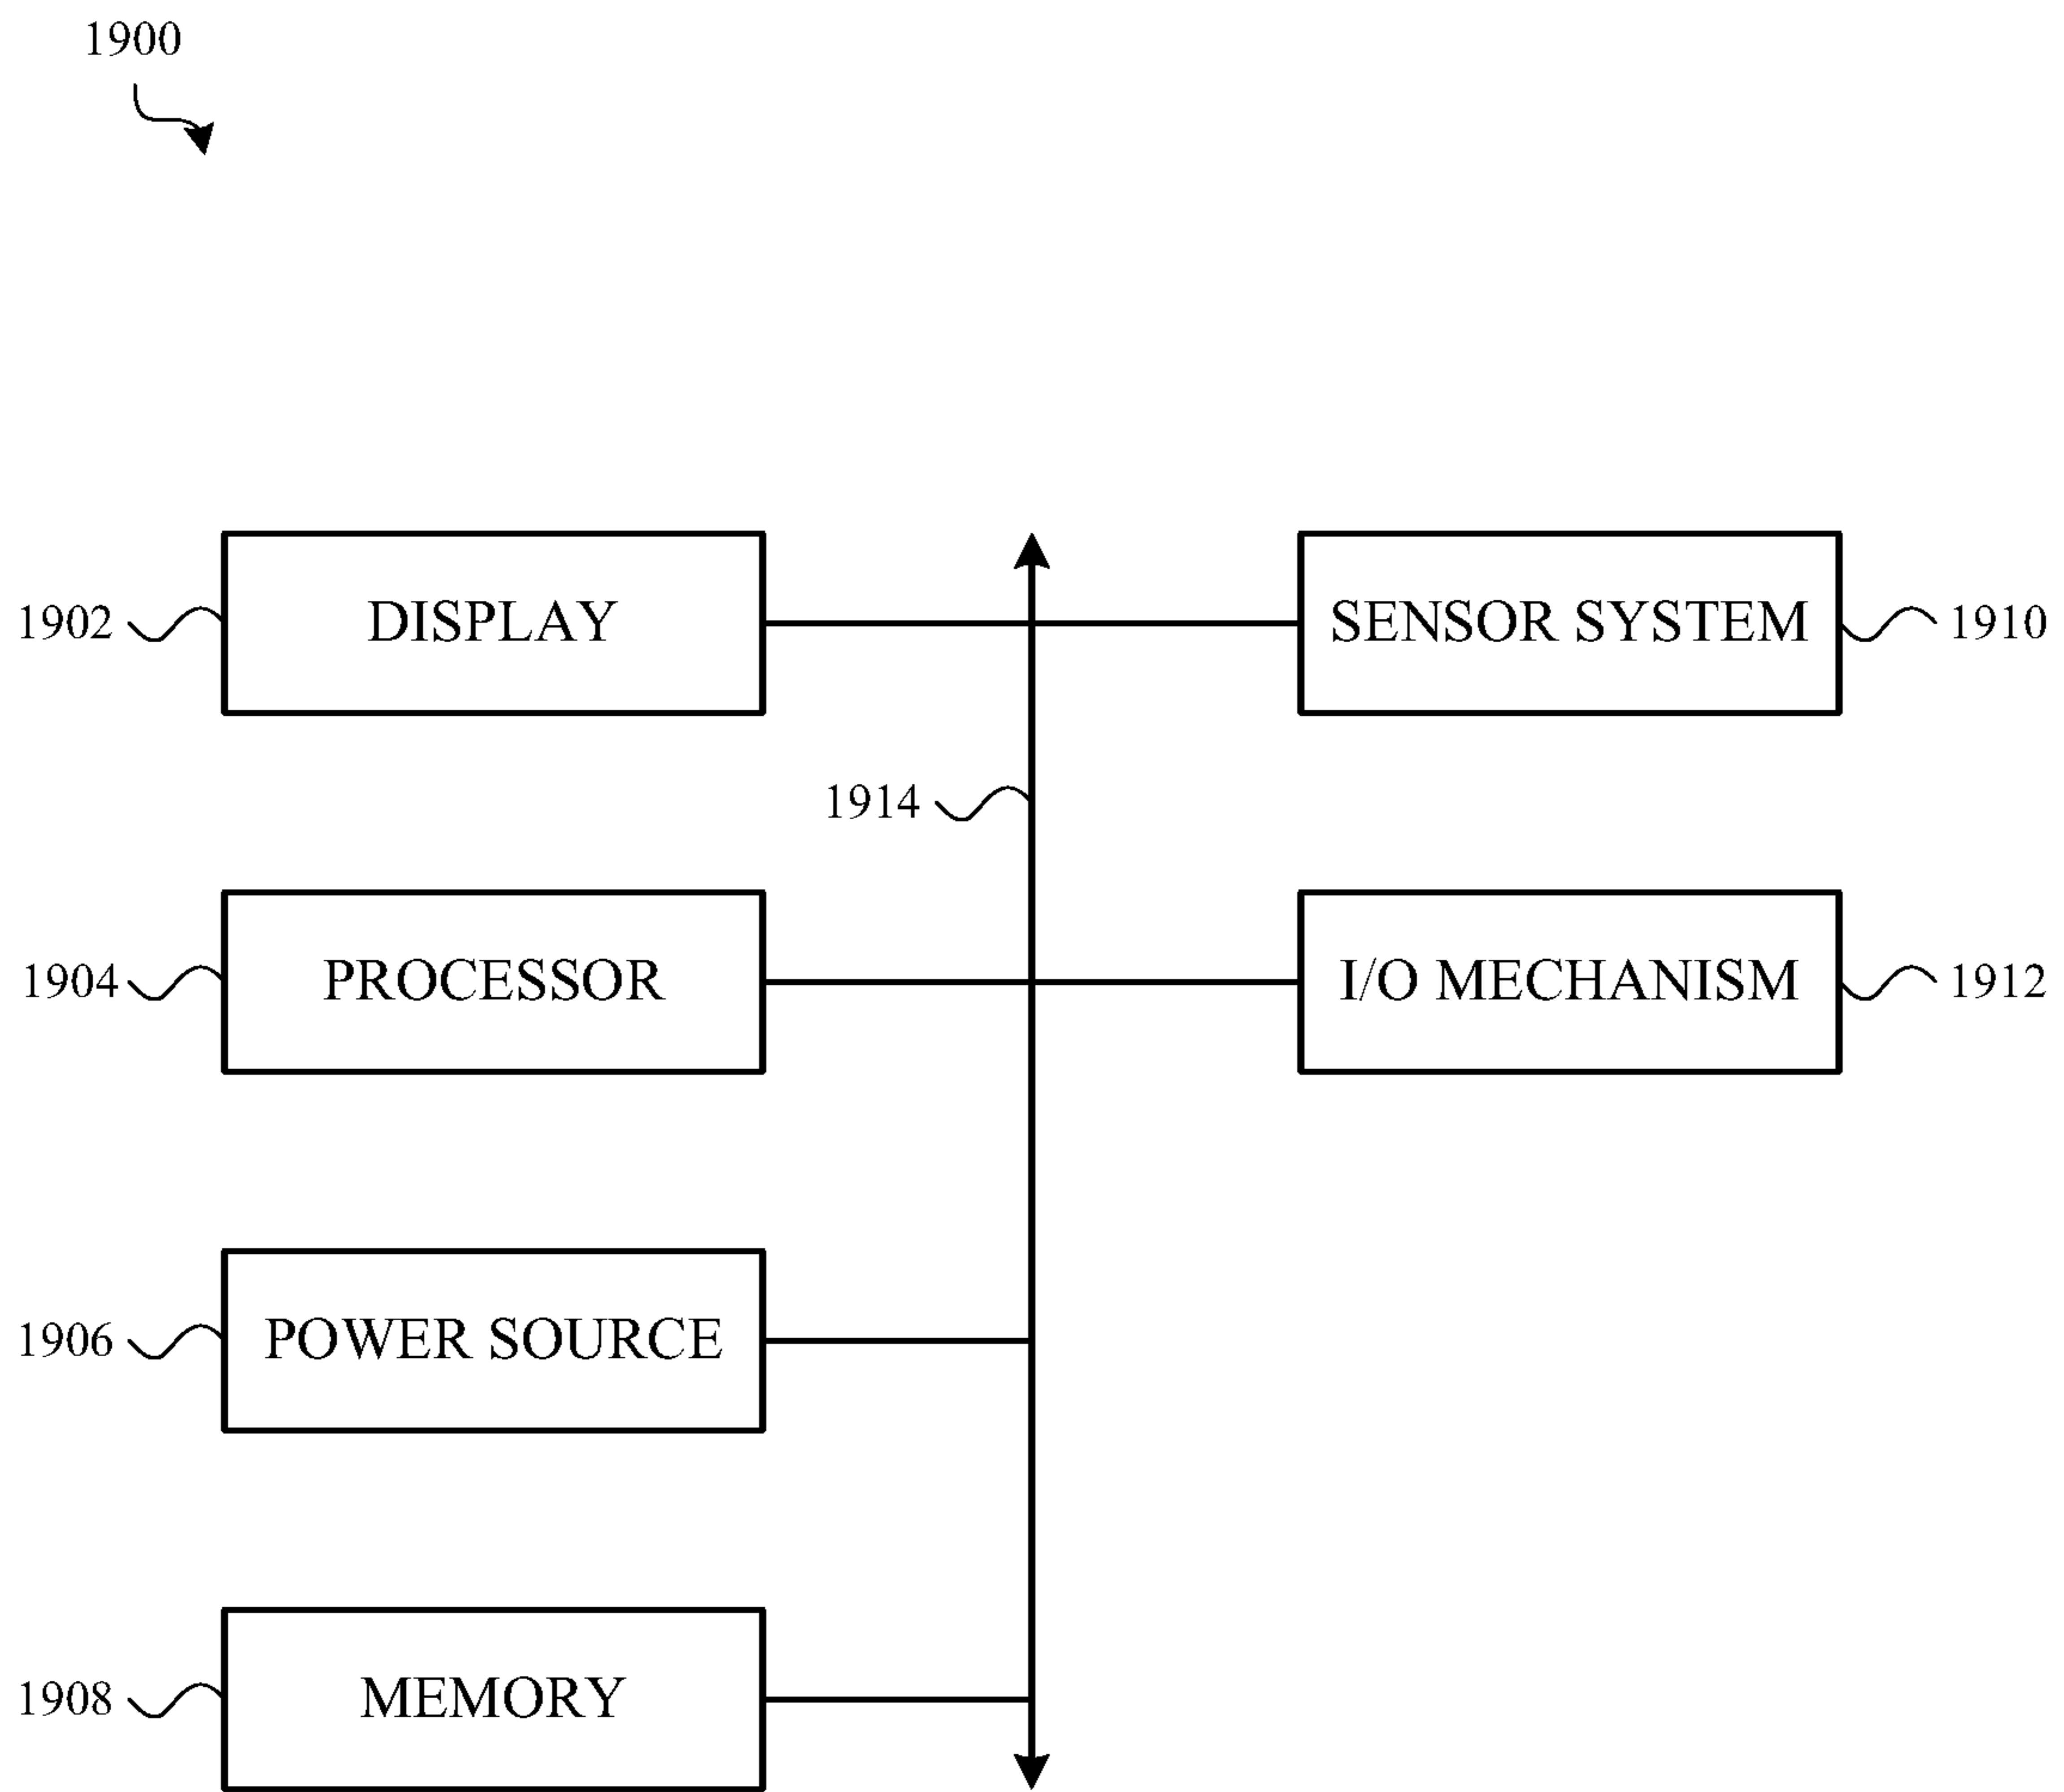 1900
1902
DISPLAY
SENSOR SYSTEM
1910
1914
1904
PROCESSOR
I/O MECHANISM
1912
1906
POWER SOURCE
1908
MEMORY